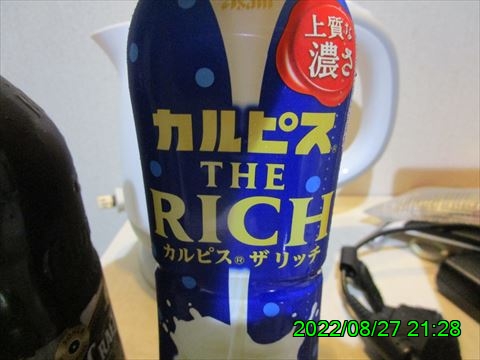 Asahi
上質な
濃さ
カルピス®
THE
RICH
カルピス® ザ リッチ
2022/08/27 21:28